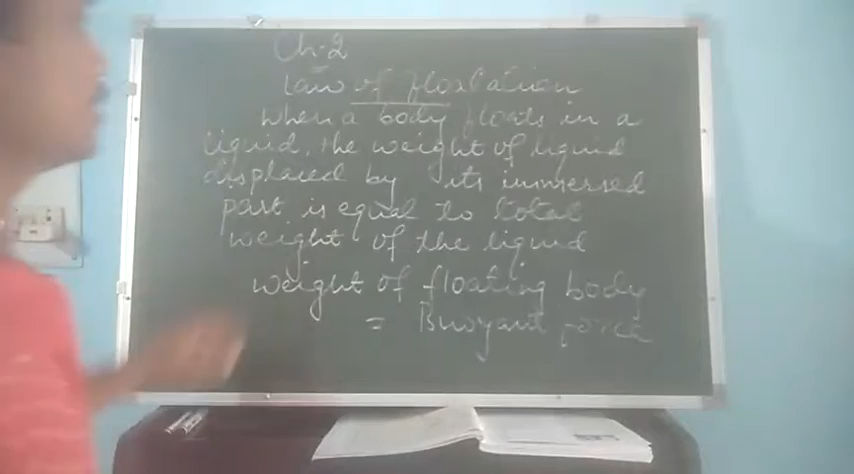 Ch-2
Law of floatation
When a body floats in a
liquid, the weight of liquid
displaced by its immersed
part is equal to total
weight of the liquid
weight of floating body
= Buoyant force